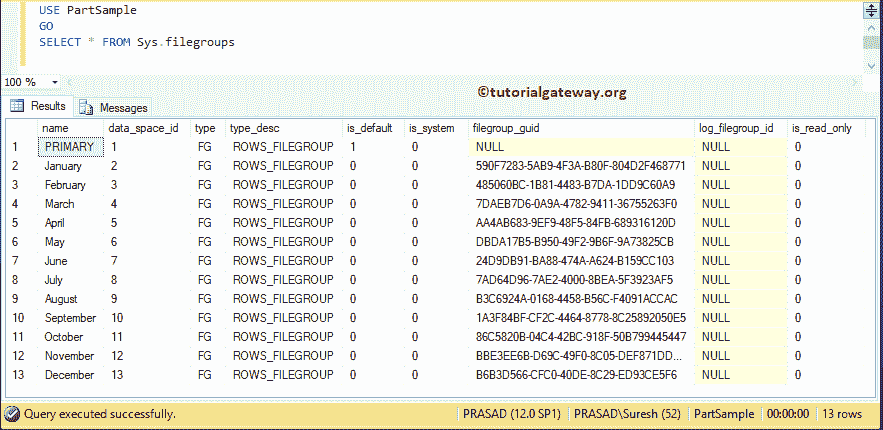 USE PartSample
GO
SELECT * FROM Sys.filegroups
100 %
©tutorialgateway.org
Results Messages
name data_space_id type type_desc is_default is_system filegroup_guid log_filegroup_id is_read_only
1 PRIMARY 1 FG ROWS_FILEGROUP 1 0 NULL NULL 0
2 January 2 FG ROWS_FILEGROUP 0 0 590F7283-5AB9-4F3A-B80F-804D2F468771 NULL 0
3 February 3 FG ROWS_FILEGROUP 0 0 485060BC-1B81-4483-B7DA-1DD9C60A9 NULL 0
4 March 4 FG ROWS_FILEGROUP 0 0 7DAEB7D6-0A9A-4782-9411-36755263F0 NULL 0
5 April 5 FG ROWS_FILEGROUP 0 0 AA4AB683-9EF9-48F5-84FB-689316120D NULL 0
6 May 6 FG ROWS_FILEGROUP 0 0 DBDA17B5-B950-49F2-9B6F-9A73825CB NULL 0
7 June 7 FG ROWS_FILEGROUP 0 0 24D9DB91-BA88-474A-A624-B159CC103 NULL 0
8 July 8 FG ROWS_FILEGROUP 0 0 7AD64D96-7AE2-4000-8BEA-5F3923AF5 NULL 0
9 August 9 FG ROWS_FILEGROUP 0 0 B3C6924A-0168-4458-B56C-F4091ACCAC NULL 0
10 September 10 FG ROWS_FILEGROUP 0 0 1A3F84BF-CF2C-4464-8778-8C25892050E5 NULL 0
11 October 11 FG ROWS_FILEGROUP 0 0 86C5820B-04C4-42BC-918F-50B799445447 NULL 0
12 November 12 FG ROWS_FILEGROUP 0 0 BBE3EE6B-D69C-49F0-8C05-DEF871DD... NULL 0
13 December 13 FG ROWS_FILEGROUP 0 0 B6B3D566-CFC0-40DE-8C29-ED93CE5F6 NULL 0
Query executed successfully. PRASAD (12.0 SP1) PRASAD\Suresh (52) PartSample 00:00:00 13 rows